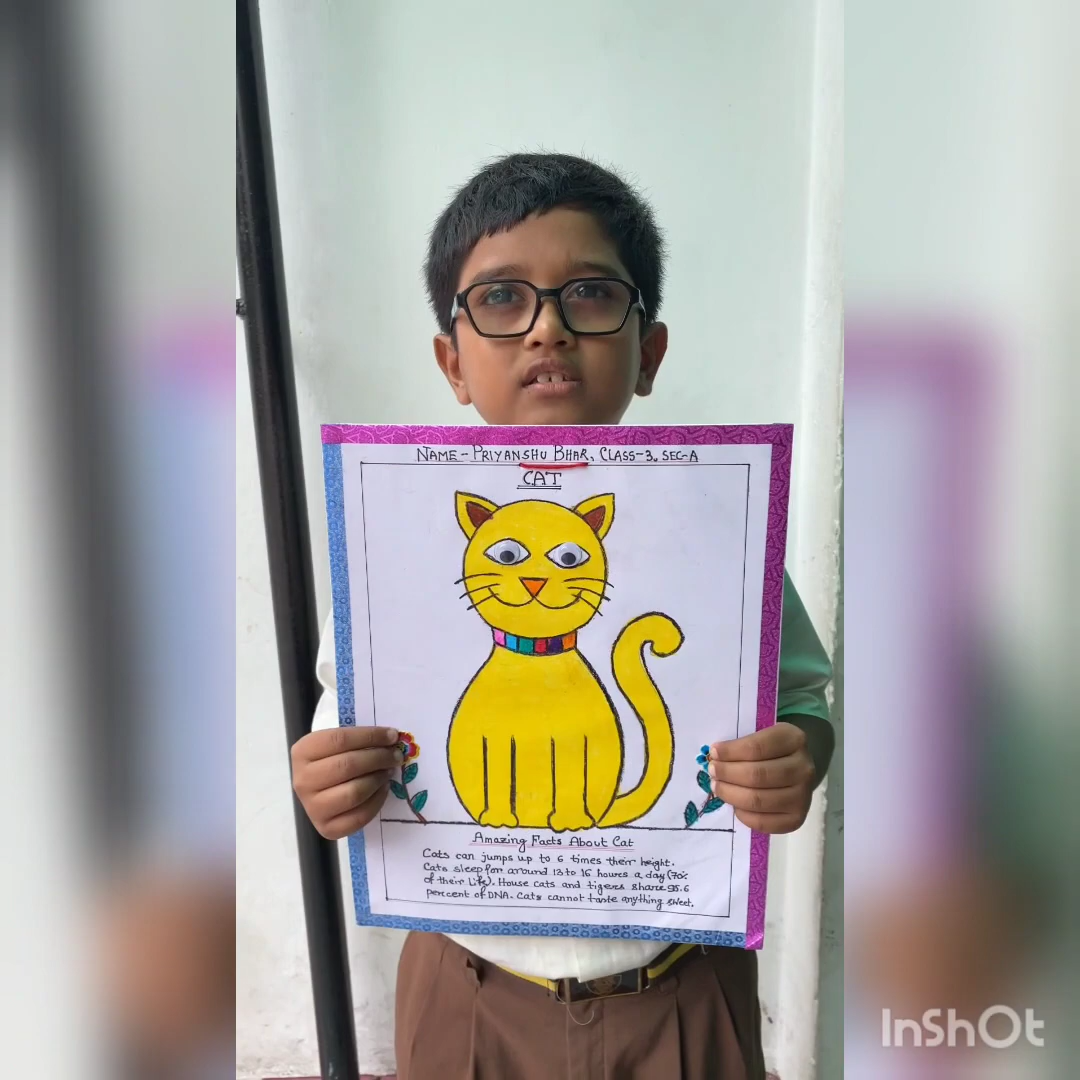 NAME - PRIYANSHU BHAR, CLASS-3. SEC-A
CAT
Amazing Facts About Cat
Cats can jumps up to 6 times their height.
Cats sleep for around 13 to 16 hours a day (70%
of their life). House cats and tigers share 95.6
percent of DNA. Cats cannot taste anything sweet.
InShOt